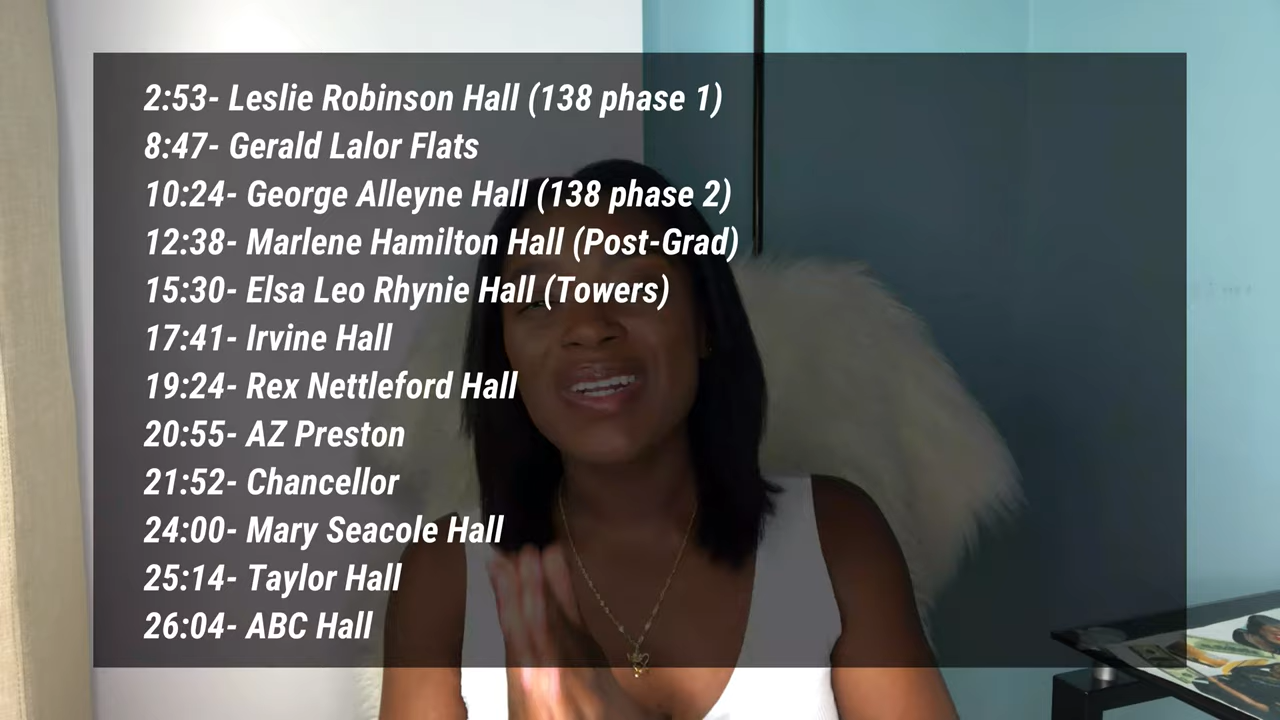 2:53- Leslie Robinson Hall (138 phase 1)
8:47- Gerald Lalor Flats
10:24- George Alleyne Hall (138 phase 2)
12:38- Marlene Hamilton Hall (Post-Grad)
15:30- Elsa Leo Rhynie Hall (Towers)
17:41- Irvine Hall
19:24- Rex Nettleford Hall
20:55- AZ Preston
21:52- Chancellor
24:00- Mary Seacole Hall
25:14- Taylor Hall
26:04- ABC Hall